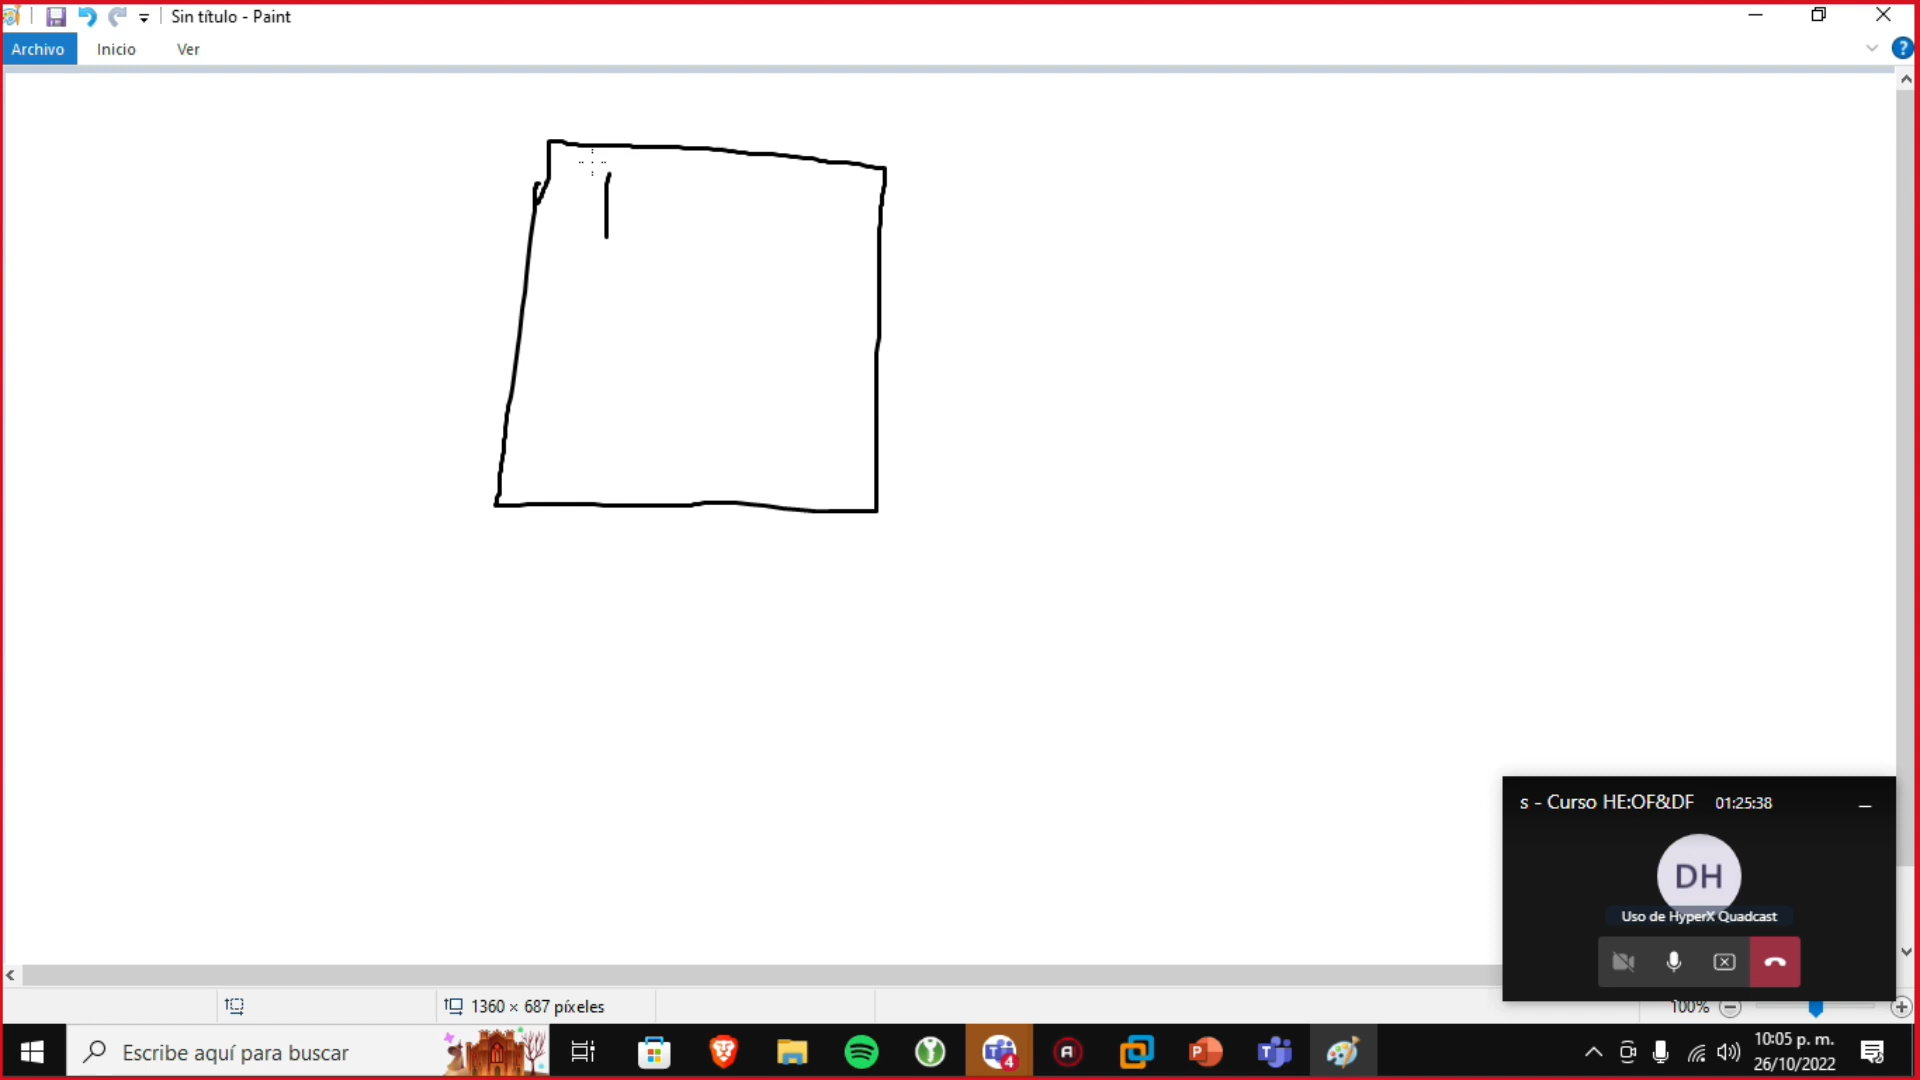 Sin título - Paint
Archivo
Inicio
Ver
s - Curso HE:OF&DF 01:25:38
DH
Uso de HyperX Quadcast
1360 × 687 píxeles
100%
Escribe aquí para buscar
4
10:05 p. m.
26/10/2022